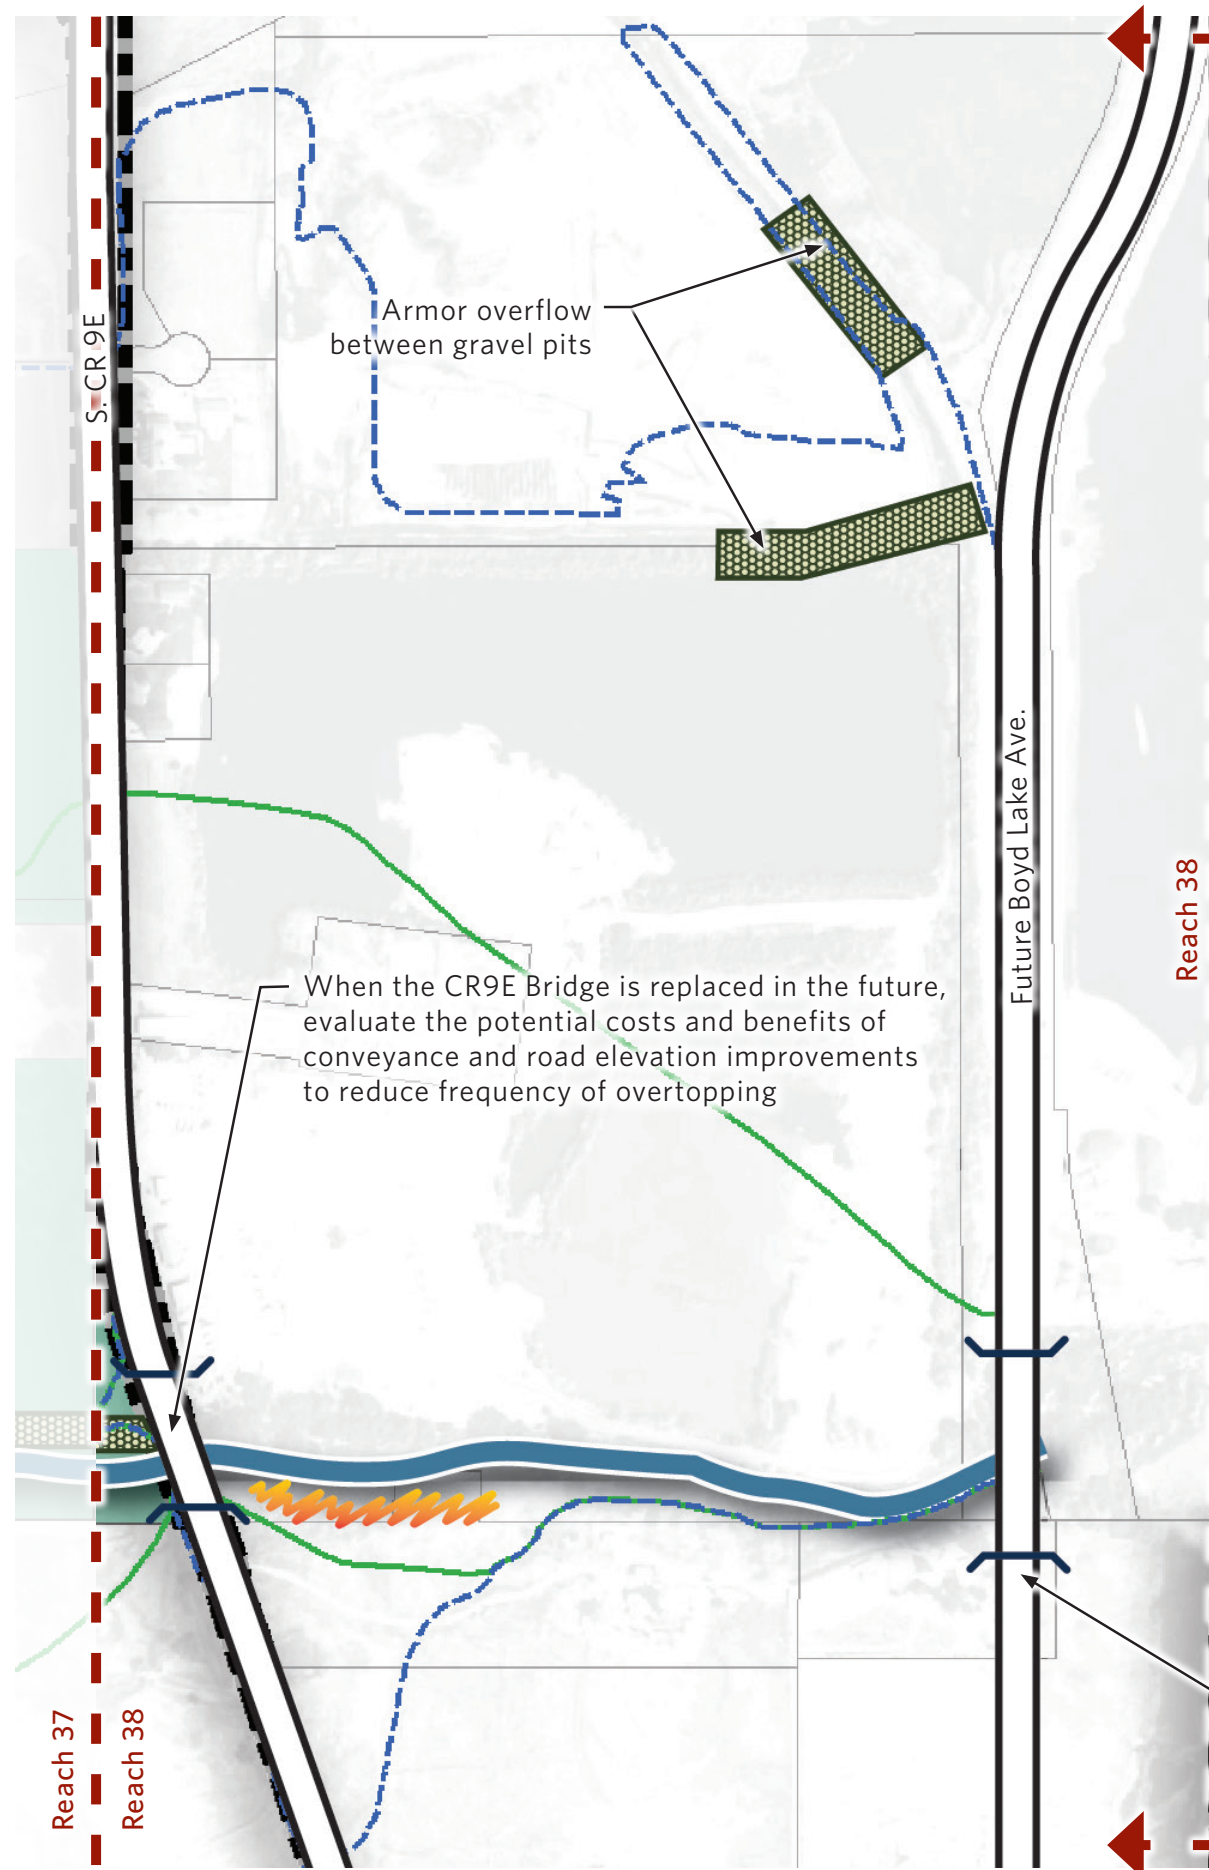 S. CR 9E
Armor overflow
between gravel pits
Future Boyd Lake Ave.
Reach 38
When the CR9E Bridge is replaced in the future,
evaluate the potential costs and benefits of
conveyance and road elevation improvements
to reduce frequency of overtopping
Reach 37
Reach 38